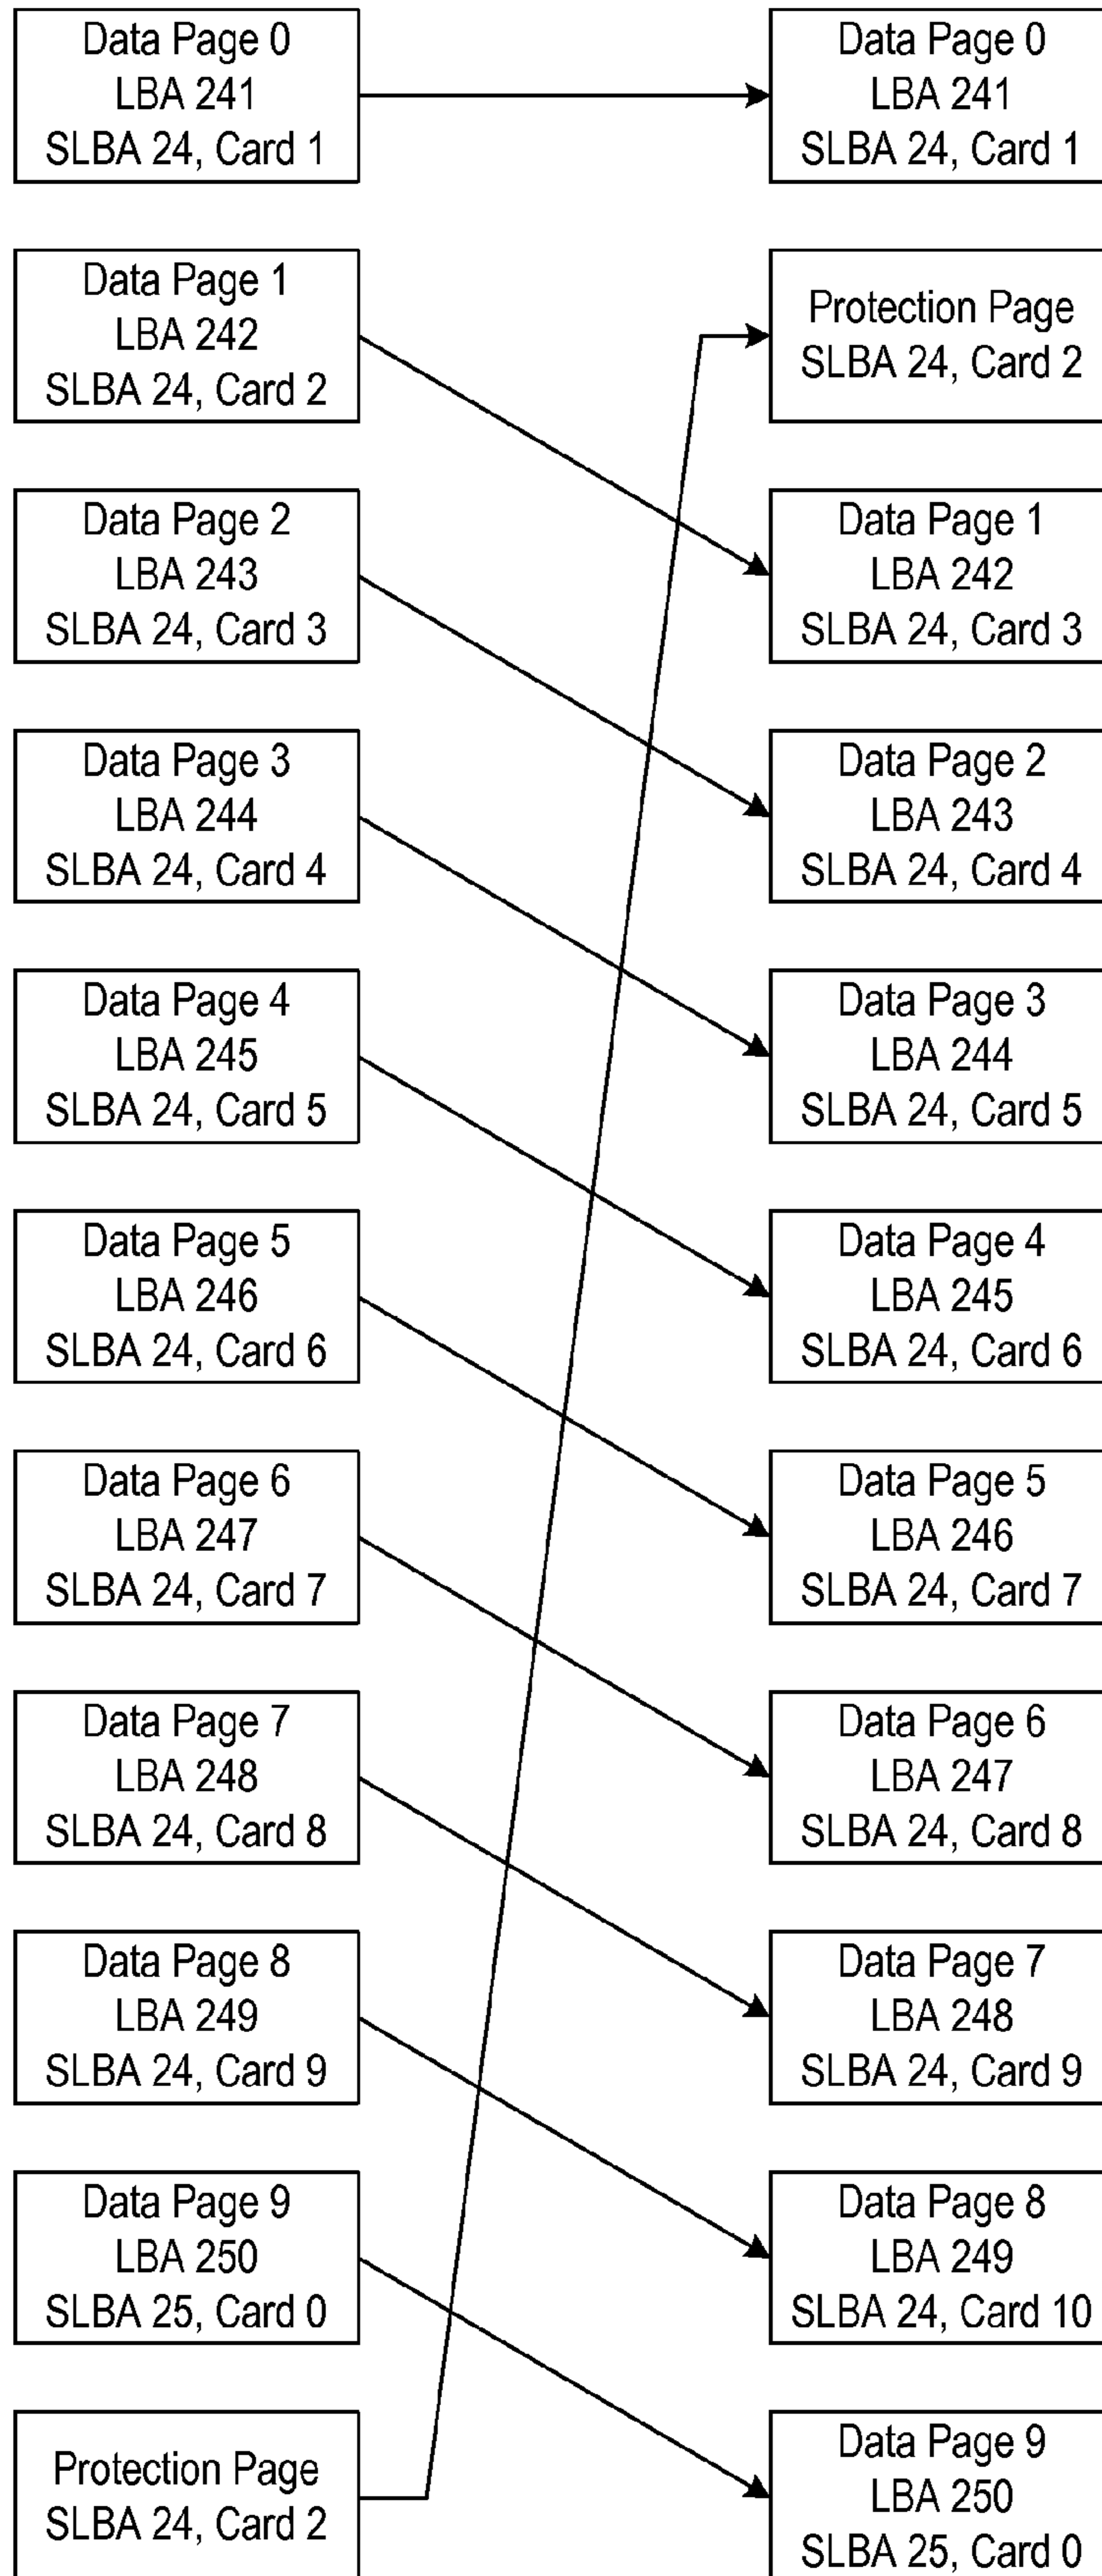 Data Page 0
LBA 241
SLBA 24, Card 1
Data Page 1
LBA 242
SLBA 24, Card 2
Data Page 2
LBA 243
SLBA 24, Card 3
Data Page 3
LBA 244
SLBA 24, Card 4
Data Page 4
LBA 245
SLBA 24, Card 5
Data Page 5
LBA 246
SLBA 24, Card 6
Data Page 6
LBA 247
SLBA 24, Card 7
Data Page 7
LBA 248
SLBA 24, Card 8
Data Page 8
LBA 249
SLBA 24, Card 9
Data Page 9
LBA 250
SLBA 25, Card 0
Protection Page
SLBA 24, Card 2
Data Page 0
LBA 241
SLBA 24, Card 1
Protection Page
SLBA 24, Card 2
Data Page 1
LBA 242
SLBA 24, Card 3
Data Page 2
LBA 243
SLBA 24, Card 4
Data Page 3
LBA 244
SLBA 24, Card 5
Data Page 4
LBA 245
SLBA 24, Card 6
Data Page 5
LBA 246
SLBA 24, Card 7
Data Page 6
LBA 247
SLBA 24, Card 8
Data Page 7
LBA 248
SLBA 24, Card 9
Data Page 8
LBA 249
SLBA 24, Card 10
Data Page 9
LBA 250
SLBA 25, Card 0